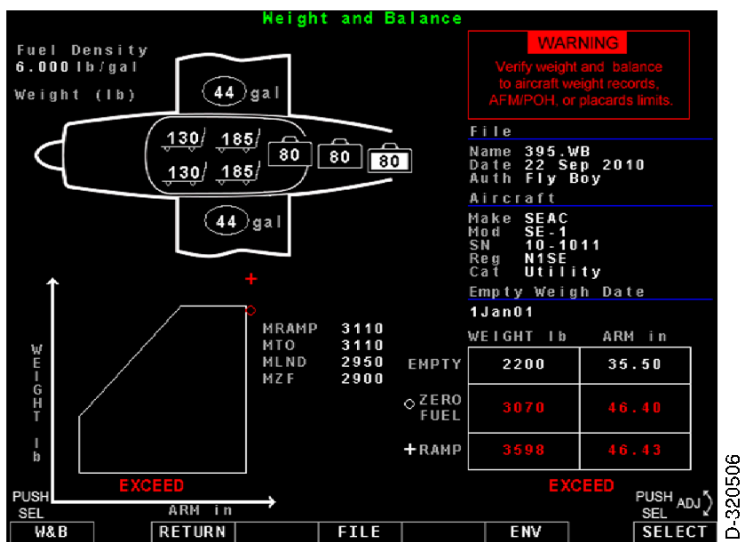 Weight and Balance
Fuel Density
6.000 lb/gal
Weight (lb)
44 gal
130 185
80 80 80
130 185
44 gal
WARNING
Verify weight and balance
to aircraft weight records,
AFM/POH, or placards limits.
File
Name 395.WB
Date 22 Sep 2010
Auth Fly Boy
Aircraft
Make SEAC
Mod SE-1
SN 10-1011
Reg N1SE
Cat Utility
Empty Weigh Date
1Jan01
WEIGHT lb
ARM in
EXCEED
MRAMP 3110
MTO 3110
MLND 2950
MZF 2900
WEIGHT lb ARM in
EMPTY 2200 35.50
ZERO FUEL 3070 46.40
RAMP 3598 46.43
EXCEED
PUSH
SEL
PUSH
SEL
ADJ
W&B RETURN FILE ENV SELECT
D-320506